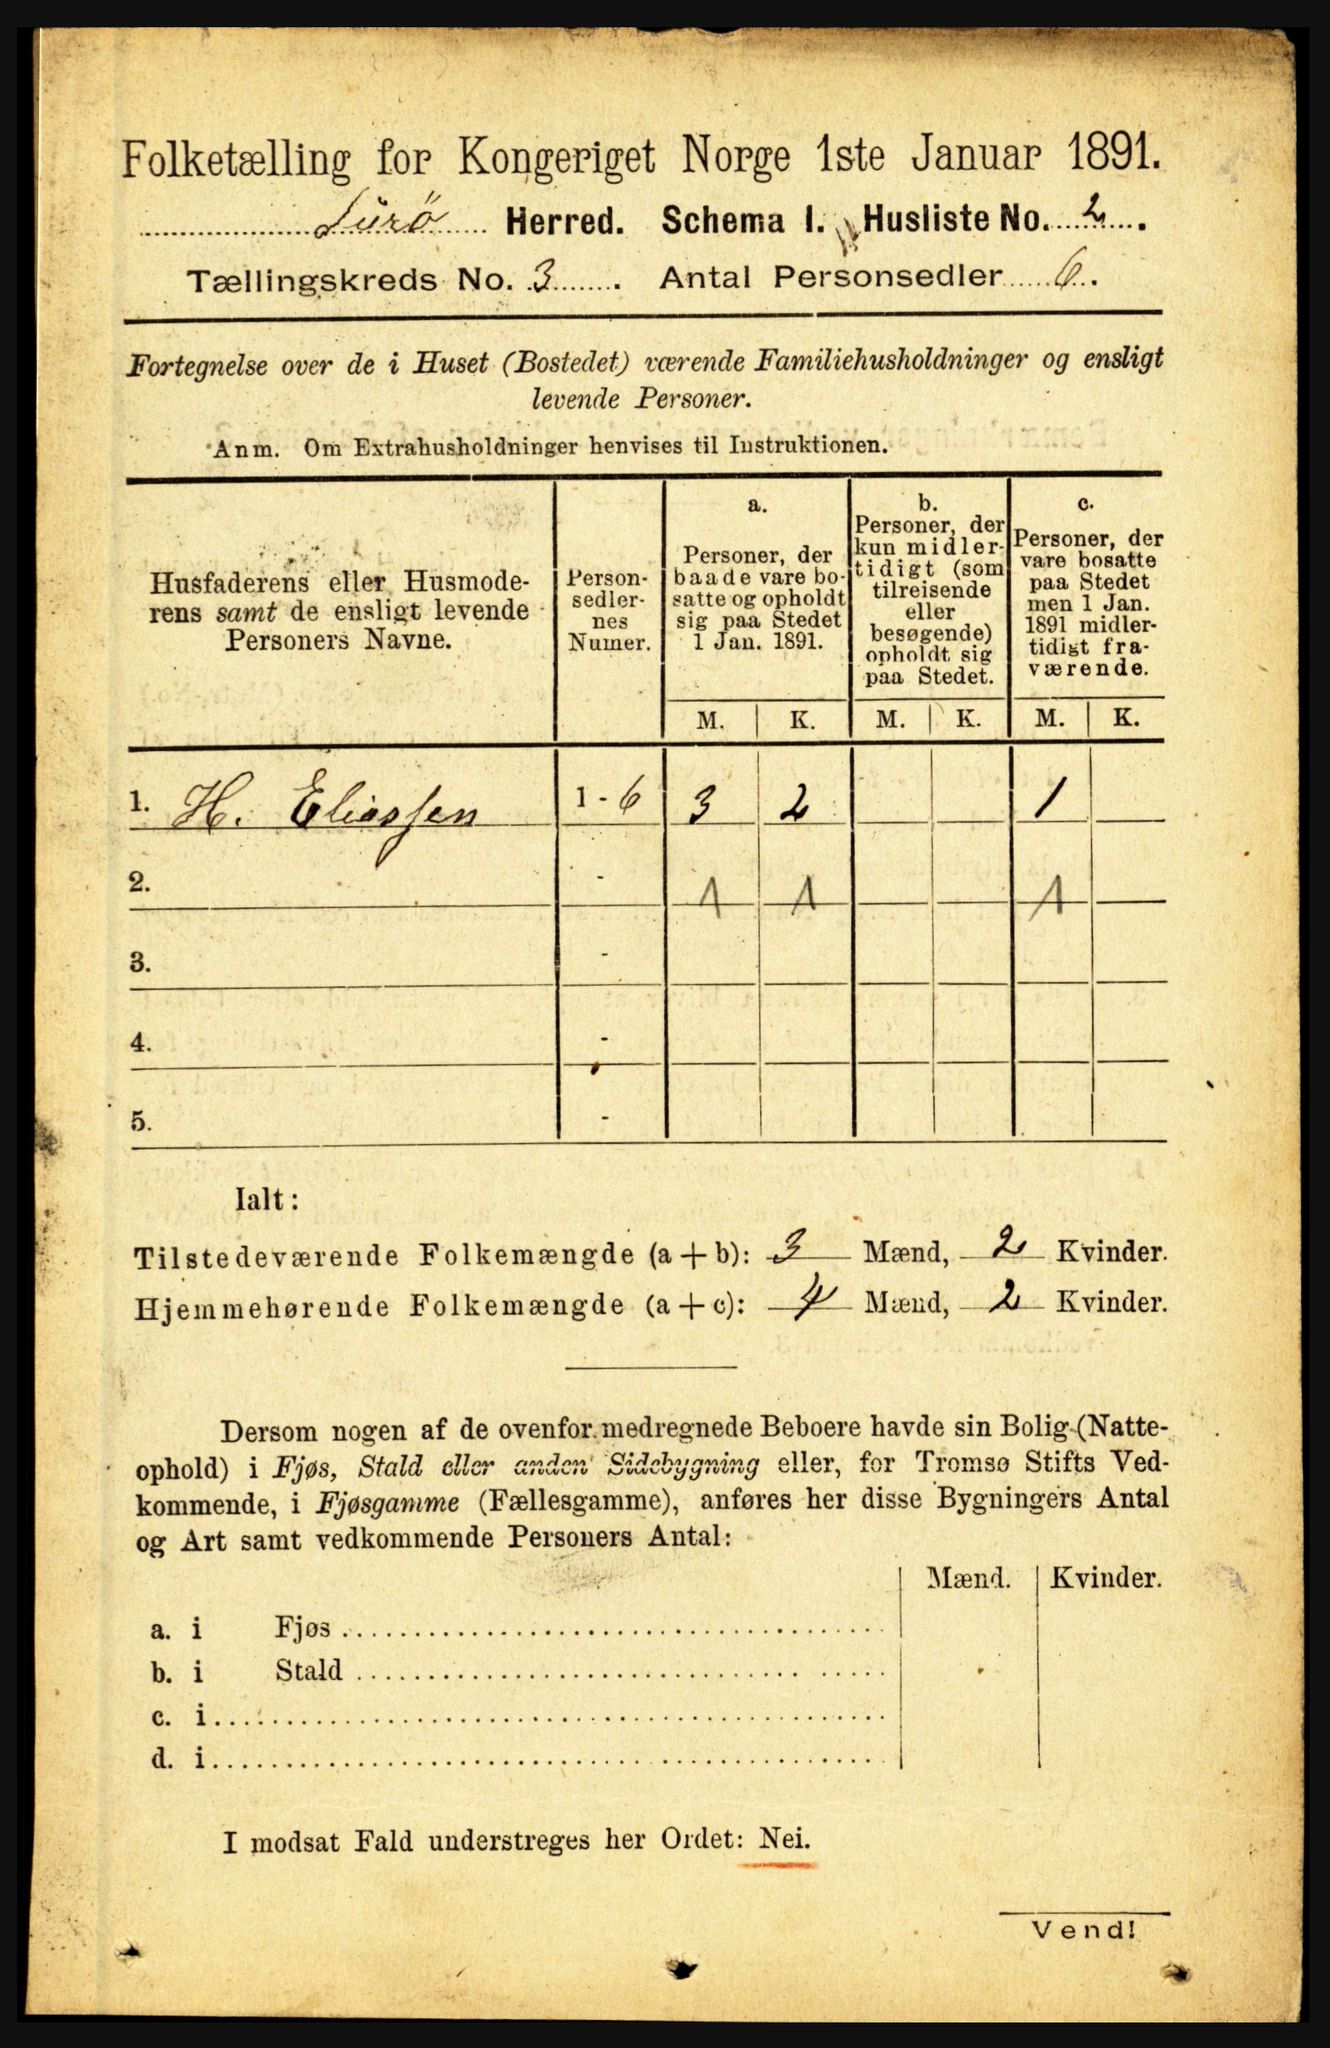 Folketælling for Kongeriget Norge 1ste Januar 1891.
Lurö Herred. Schema I. Husliste No. 2.
Tællingskreds No. 3. Antal Personsedler 6.
Fortegnelse over de i Huset (Bostedet) værende Familiehusholdninger og ensligt
levende Personer.
Anm. Om Extrahusholdninger henvises til Instruktionen.
Husfaderens eller Husmode-
rens samt de ensligt levende
Personers Navne.
Person-
sedler-
nes
Numer.
a.
Personer, der
baade vare bo-
satte og opholdt
sig paa Stedet
1 Jan. 1891.
b.
Personer, der
kun midler-
tidigt (som
tilreisende
eller
besøgende)
opholdt sig
paa Stedet.
c.
Personer, der
vare bosatte
paa Stedet
men 1 Jan.
1891 midler-
tidigt fra-
værende.
M. K. M. K. M. K.
1. H. Eliassen 1 - 6 3 2 1
2. - 1 1 1
3. -
4. -
5. -
Ialt:
Tilstedeværende Folkemængde (a + b): 3 Mænd, 2 Kvinder.
Hjemmehørende Folkemængde (a + c): 4 Mænd, 2 Kvinder.
Dersom nogen af de ovenfor medregnede Beboere havde sin Bolig (Natte-
ophold) i Fjøs, Stald eller anden Sidebygning eller, for Tromsø Stifts Ved-
kommende, i Fjøsgamme (Fællesgamme), anføres her disse Bygningers Antal
og Art samt vedkommende Personers Antal:
Mænd. Kvinder.
a. i Fjøs
b. i Stald
c. i
d. i
I modsat Fald understreges her Ordet: Nei.
Vend!